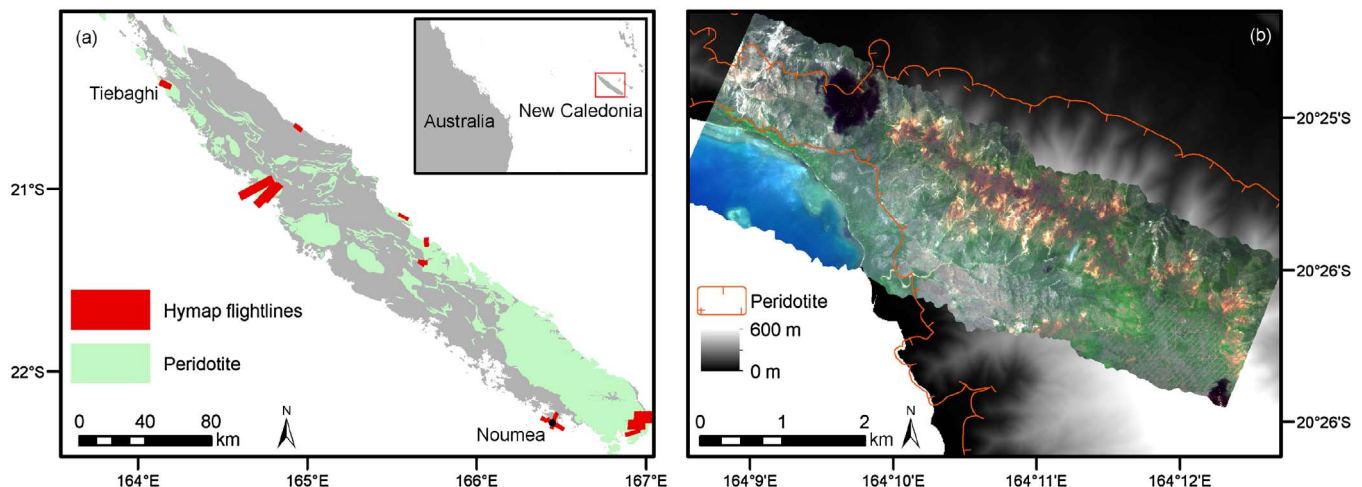 (a)
Tiebaghi
Australia
New Caledonia
21°S
22°S
Hymap flightlines
Peridotite
0 40 80
km
N
Noumea
164°E 165°E 166°E 167°E
(b)
20°25'S
20°26'S
20°26'S
Peridotite
600 m
0 m
0 1 2
km
N
164°9'E 164°10'E 164°11'E 164°12'E